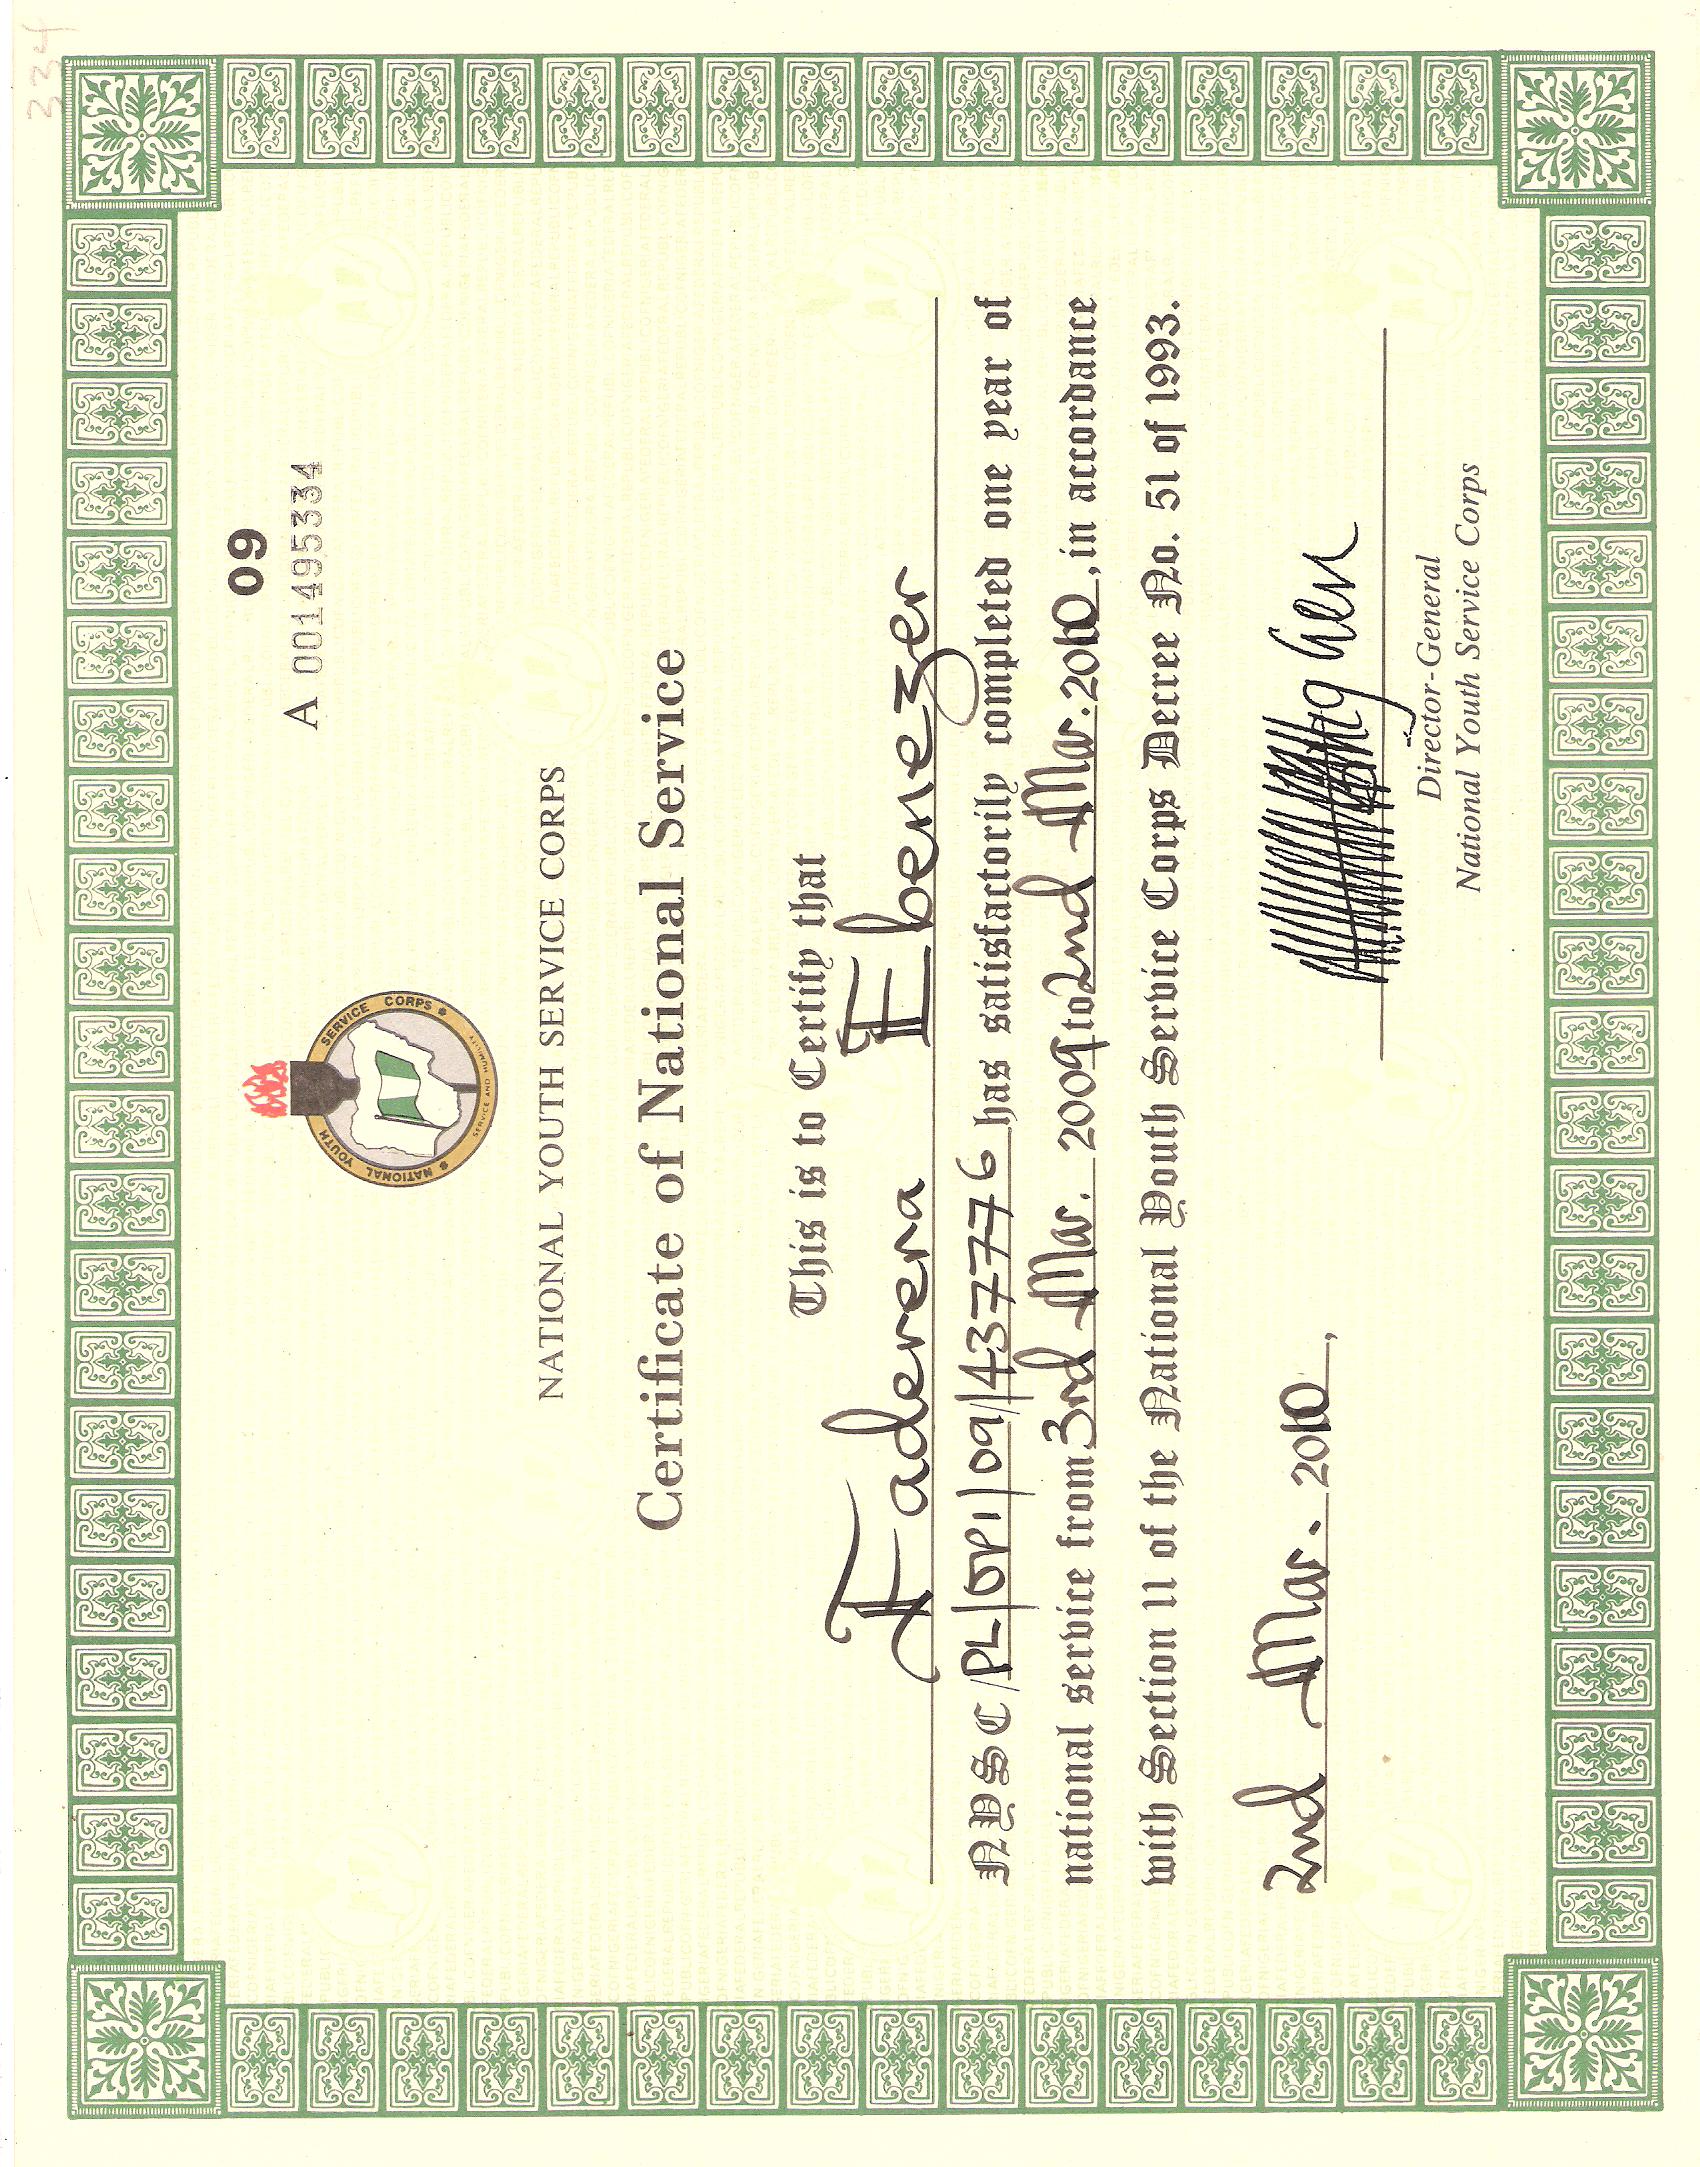 334
09
A 001495334
NATIONAL YOUTH SERVICE CORPS
SERVICE AND HUMILITY
NATIONAL YOUTH SERVICE CORPS
Certificate of National Service
This is to Certify that
Faderera Ebenezer
NYSC/PL/OP1/09/437776 has satisfactorily completed one year of
national service from 3rd Mar. 2009 to 2nd Mar. 2010, in accordance
with Section 11 of the National Youth Service Corps Decree No. 51 of 1993.
2nd Mar. 2010,
Director-General
National Youth Service Corps